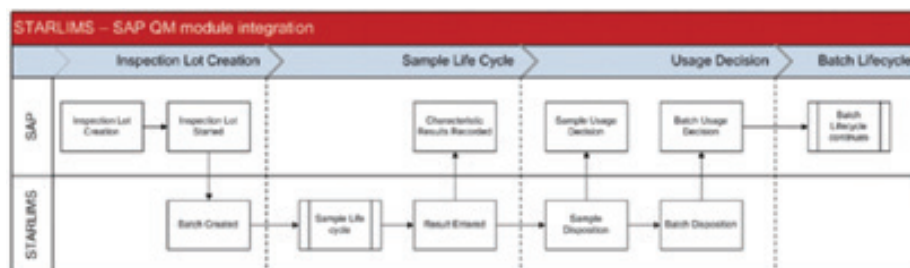 STARLIMS – SAP QM module integration
Inspection Lot Creation
Sample Life Cycle
Usage Decision
Batch Lifecycle
SAP
Inspection Lot
Creation
Inspection Lot
Started
Characteristic
Results Recorded
Sample Usage
Decision
Batch Usage
Decision
Batch
Lifecycle
continues
STARLIMS
Batch Created
Sample Life
cycle
Result Entered
Sample
Disposition
Batch Disposition